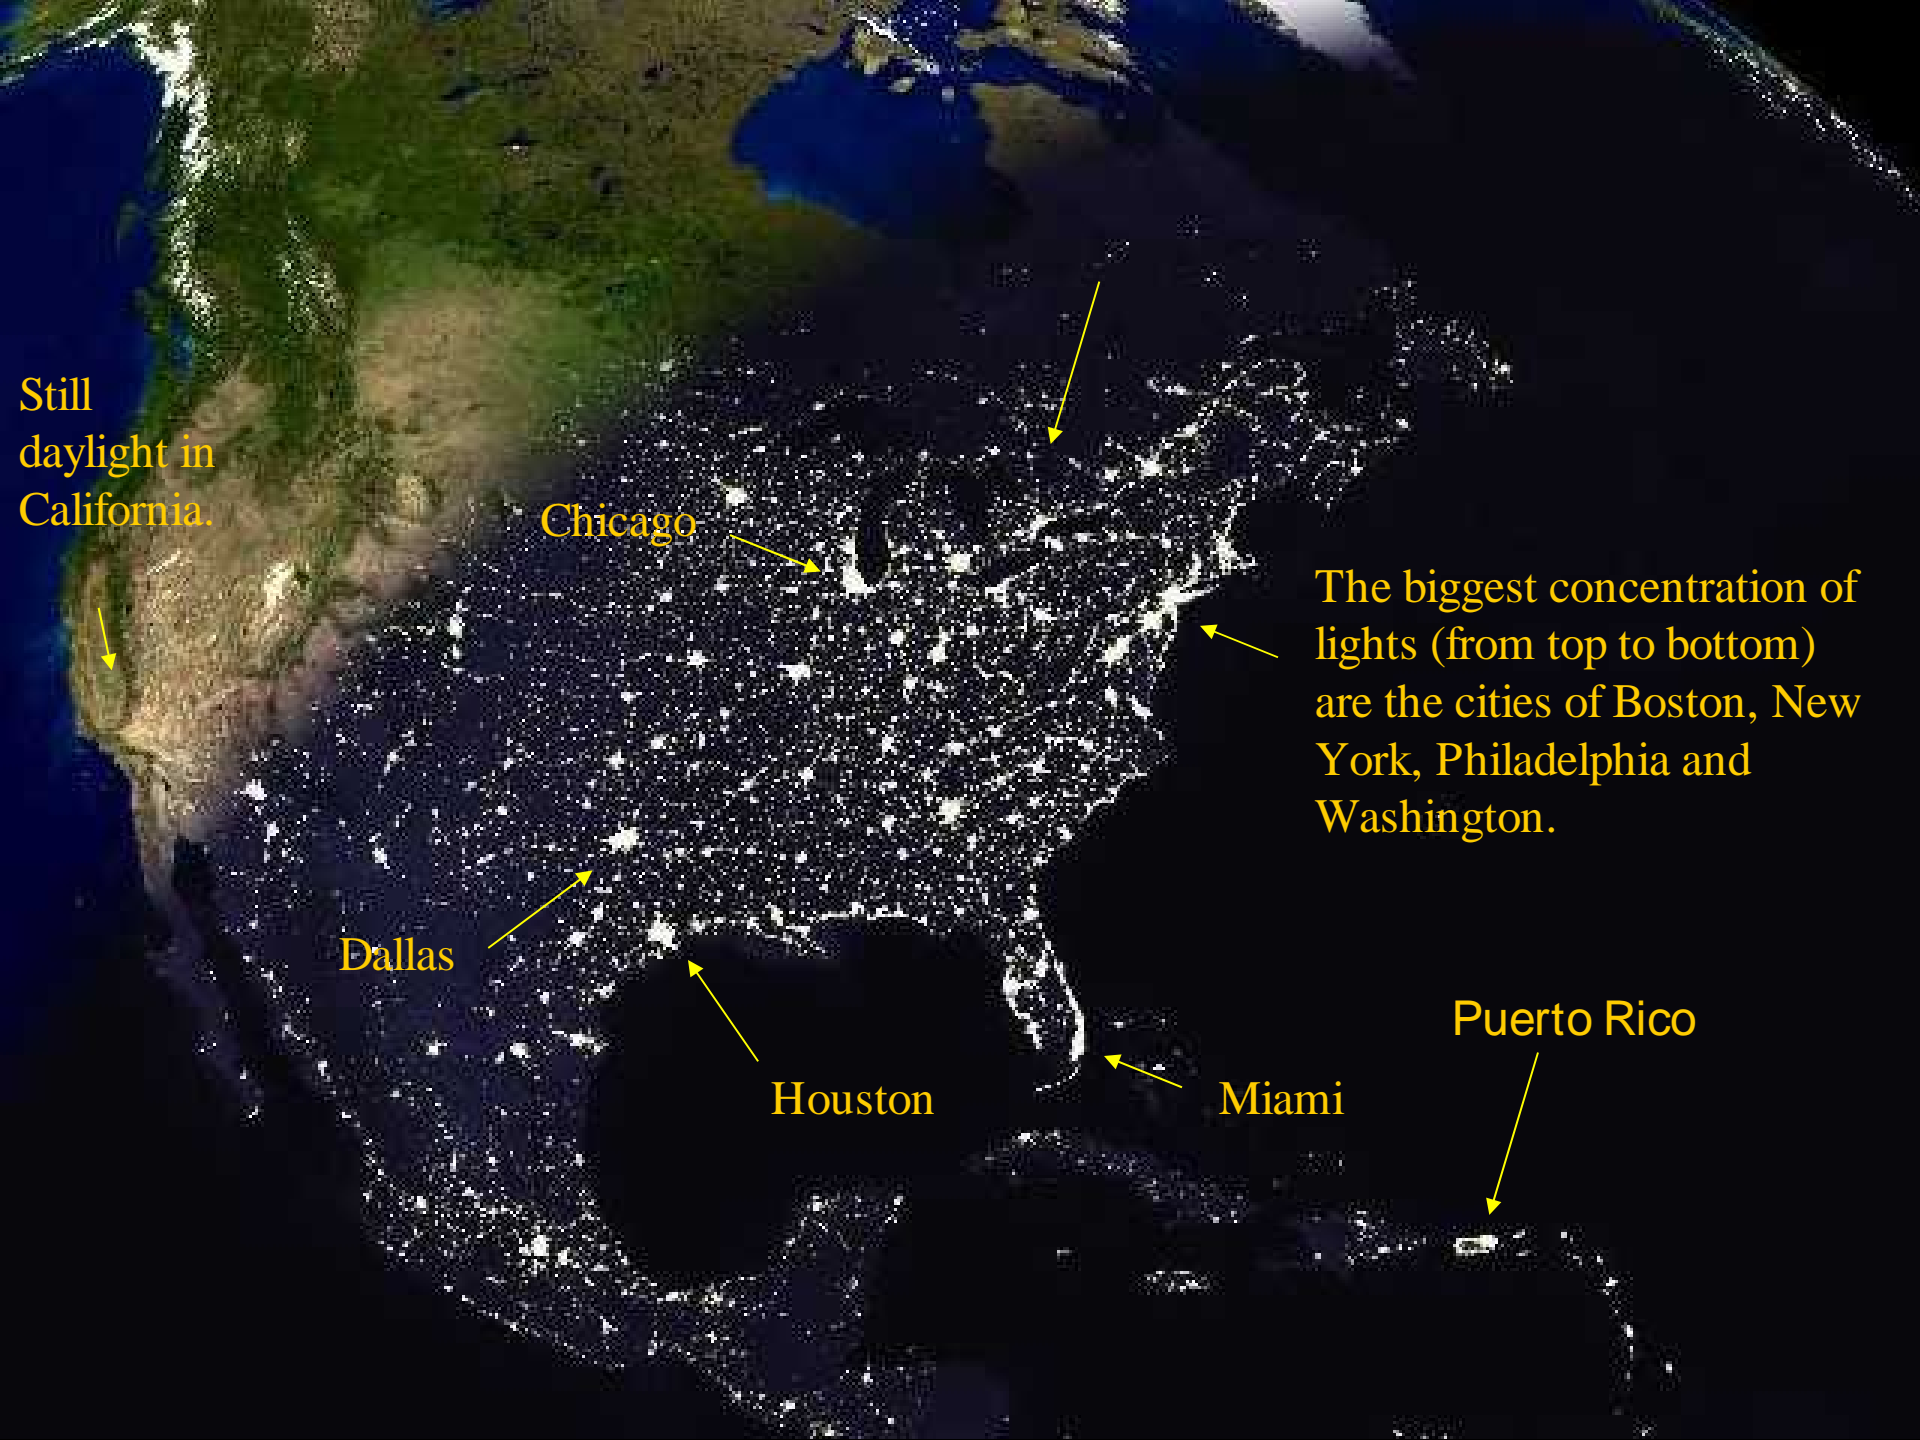 Still
daylight in
California.
Chicago
The biggest concentration of
lights (from top to bottom)
are the cities of Boston, New
York, Philadelphia and
Washington.
Dallas
Houston
Miami
Puerto Rico